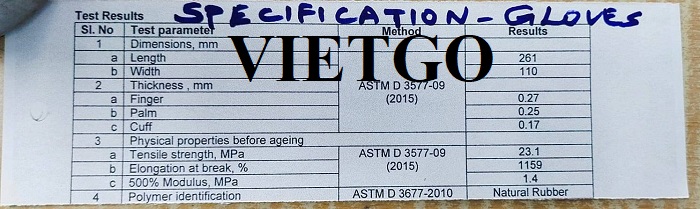 SPECIFICATION - GLOVES
Test Results
Sl. No Test parameter Method Results
1 Dimensions, mm
a Length 261
b Width 110
VIETGO
2 Thickness , mm ASTM D 3577-09
(2015)
a Finger 0.27
b Palm 0.25
c Cuff 0.17
3 Physical properties before ageing
a Tensile strength, MPa ASTM D 3577-09 23.1
b Elongation at break, % (2015) 1159
c 500% Modulus, MPa 1.4
4 Polymer identification ASTM D 3677-2010 Natural Rubber